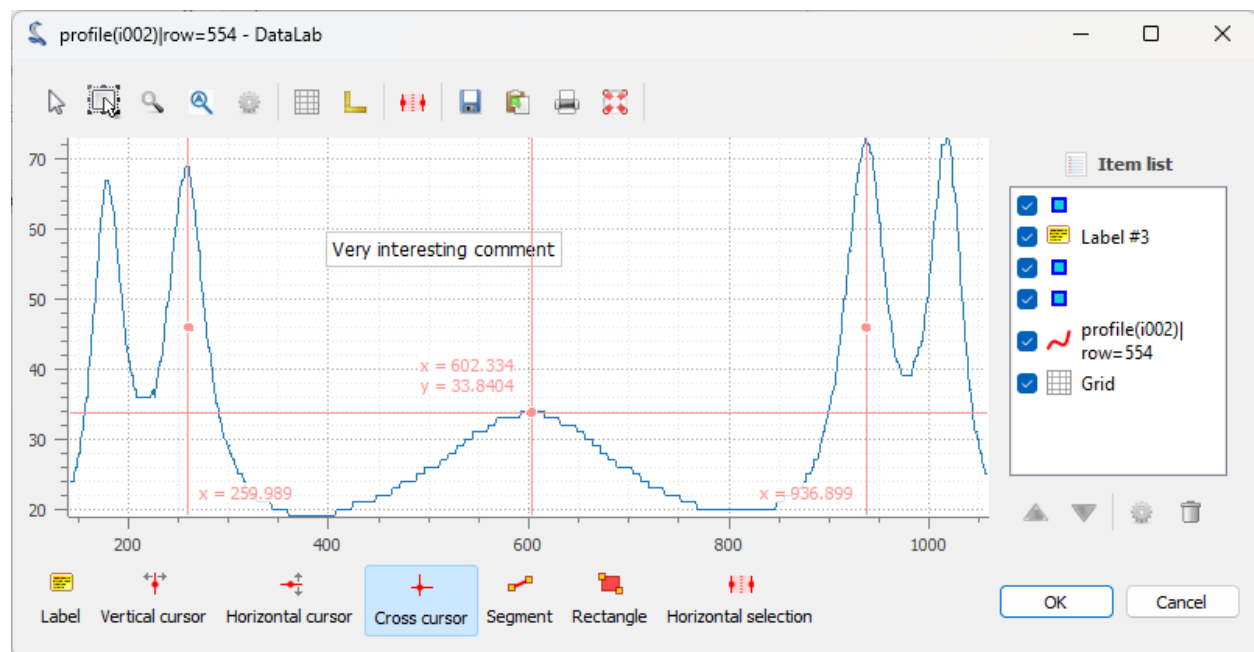 profile(i002)|row=554 - DataLab
Item list
Label #3
profile(i002)|
row=554
Grid
70
60
50
40
30
20
200
400
600
800
1000
Very interesting comment
x = 602.334
y = 33.8404
x = 259.989
x = 936.899
Label
Vertical cursor
Horizontal cursor
Cross cursor
Segment
Rectangle
Horizontal selection
OK
Cancel